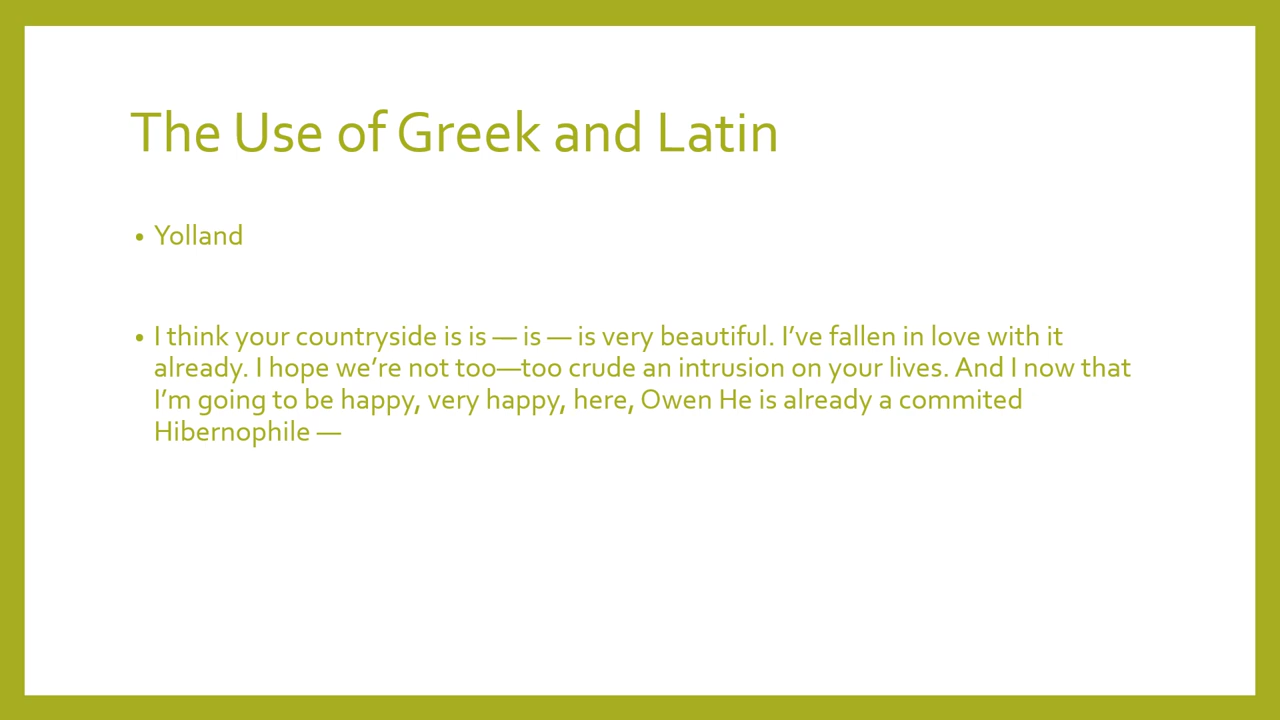 The Use of Greek and Latin
• Yolland
• I think your countryside is is — is — is very beautiful. I’ve fallen in love with it
already. I hope we’re not too—too crude an intrusion on your lives. And I now that
I’m going to be happy, very happy, here, Owen He is already a commited
Hibernophile —